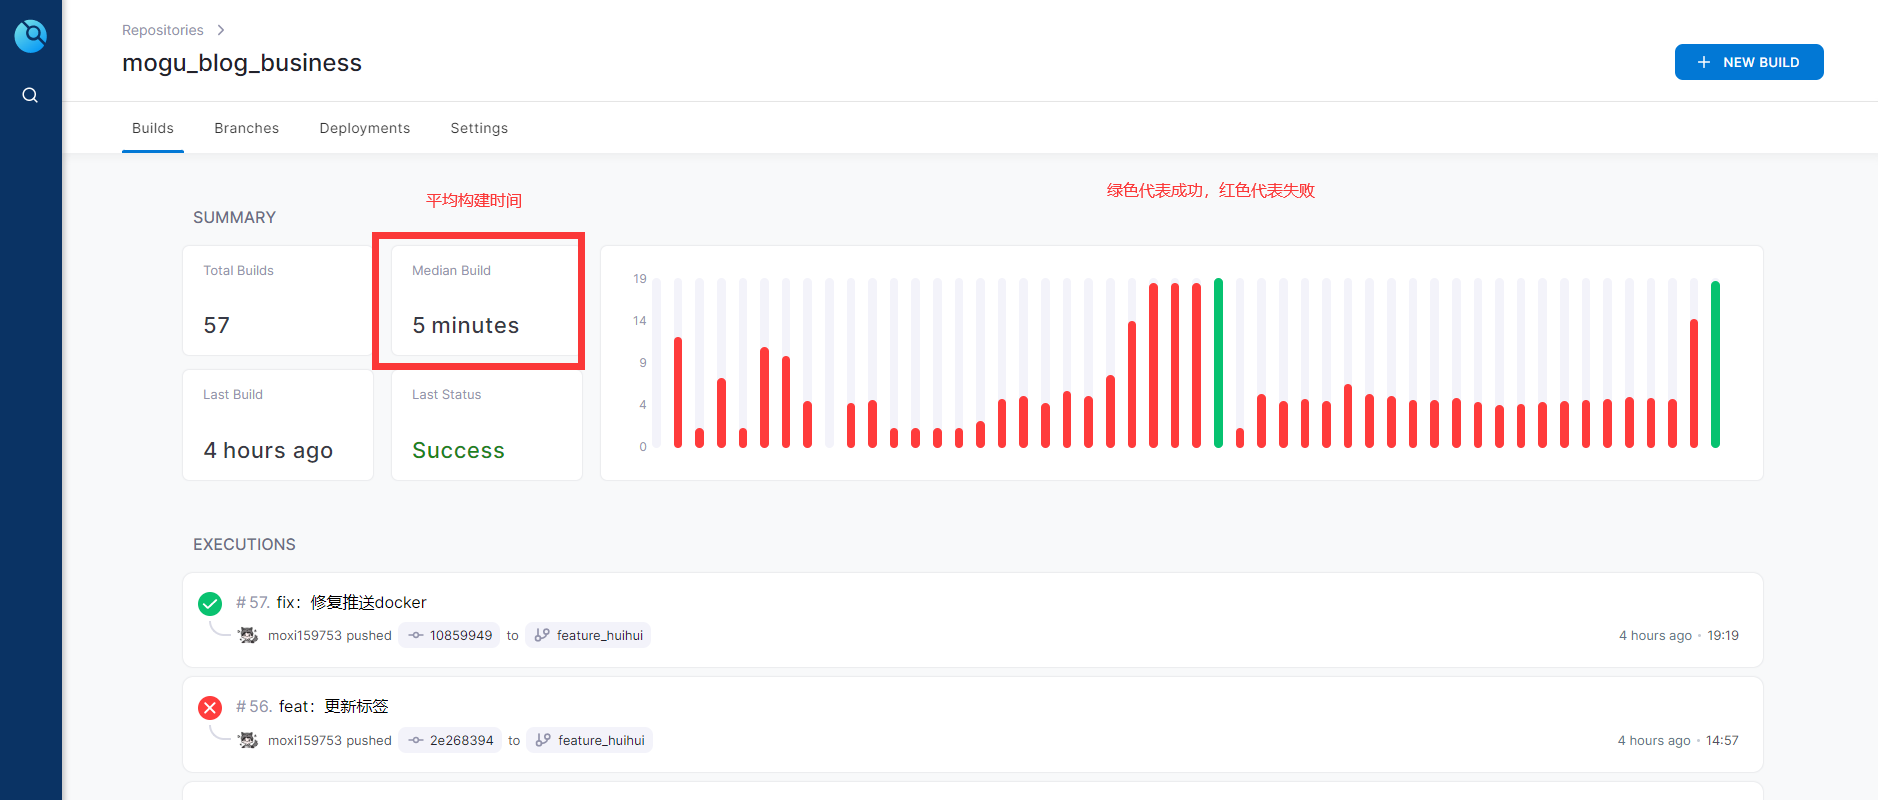 Repositories
mogu_blog_business
NEW BUILD
Builds Branches Deployments Settings
平均构建时间
绿色代表成功，红色代表失败
SUMMARY
Total Builds
57
Median Build
5 minutes
Last Build
4 hours ago
Last Status
Success
19
14
9
4
0
EXECUTIONS
# 57. fix：修复推送docker
moxi159753 pushed 10859949 to feature_huihui
4 hours ago • 19:19
# 56. feat：更新标签
moxi159753 pushed 2e268394 to feature_huihui
4 hours ago • 14:57